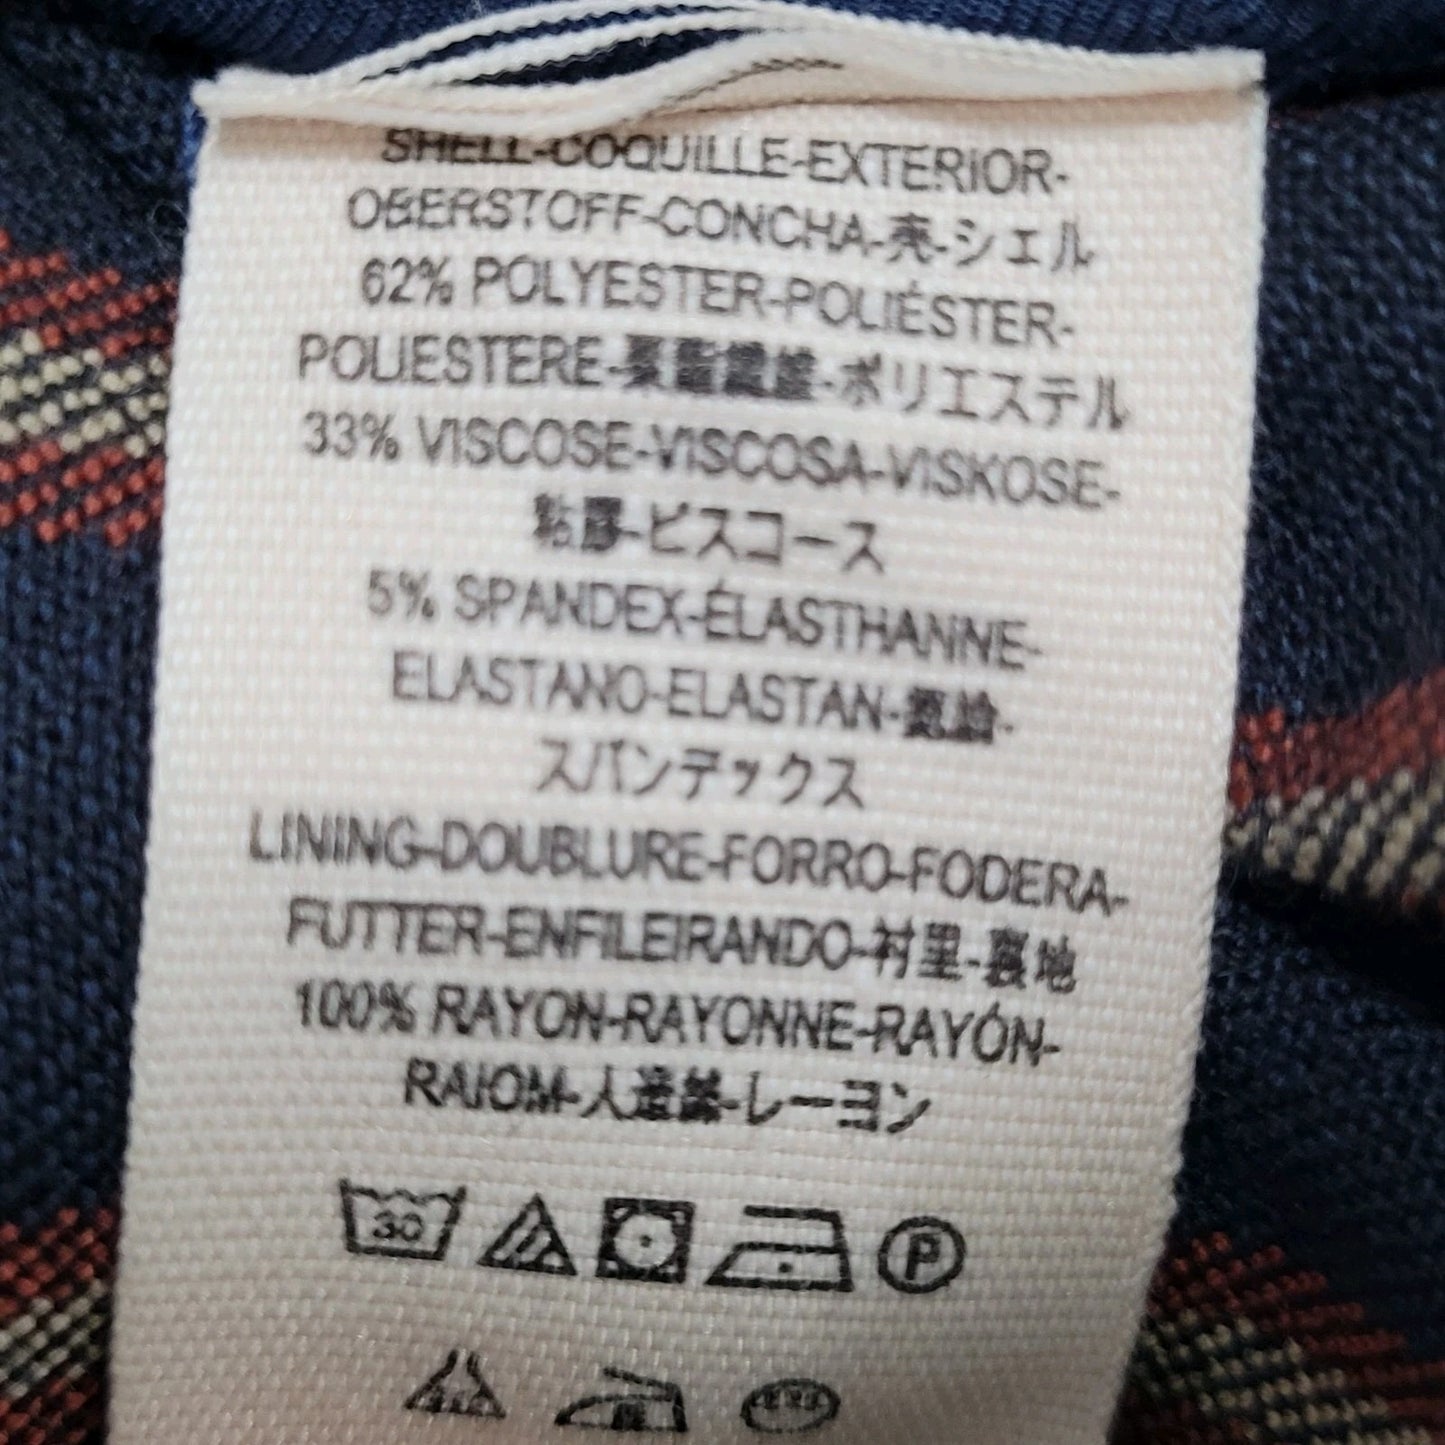 SHELL-COQUILLE-EXTERIOR-
OBERSTOFF-CONCHA-売-シェル
62% POLYESTER-POLIÉSTER-
POLIESTERE-聚酯纖維-ポリエステル
33% VISCOSE-VISCOSA-VISKOSE-
粘膠-ビスコース
5% SPANDEX-ÉLASTHANNE-
ELASTANO-ELASTAN-氨綸-
スパンテックス
LINING-DOUBLURE-FORRO-FODERA-
FUTTER-ENFILEIRANDO-衬里-裏地
100% RAYON-RAYONNE-RAYÓN-
RAIOM-人造絲-レーヨン
30
P